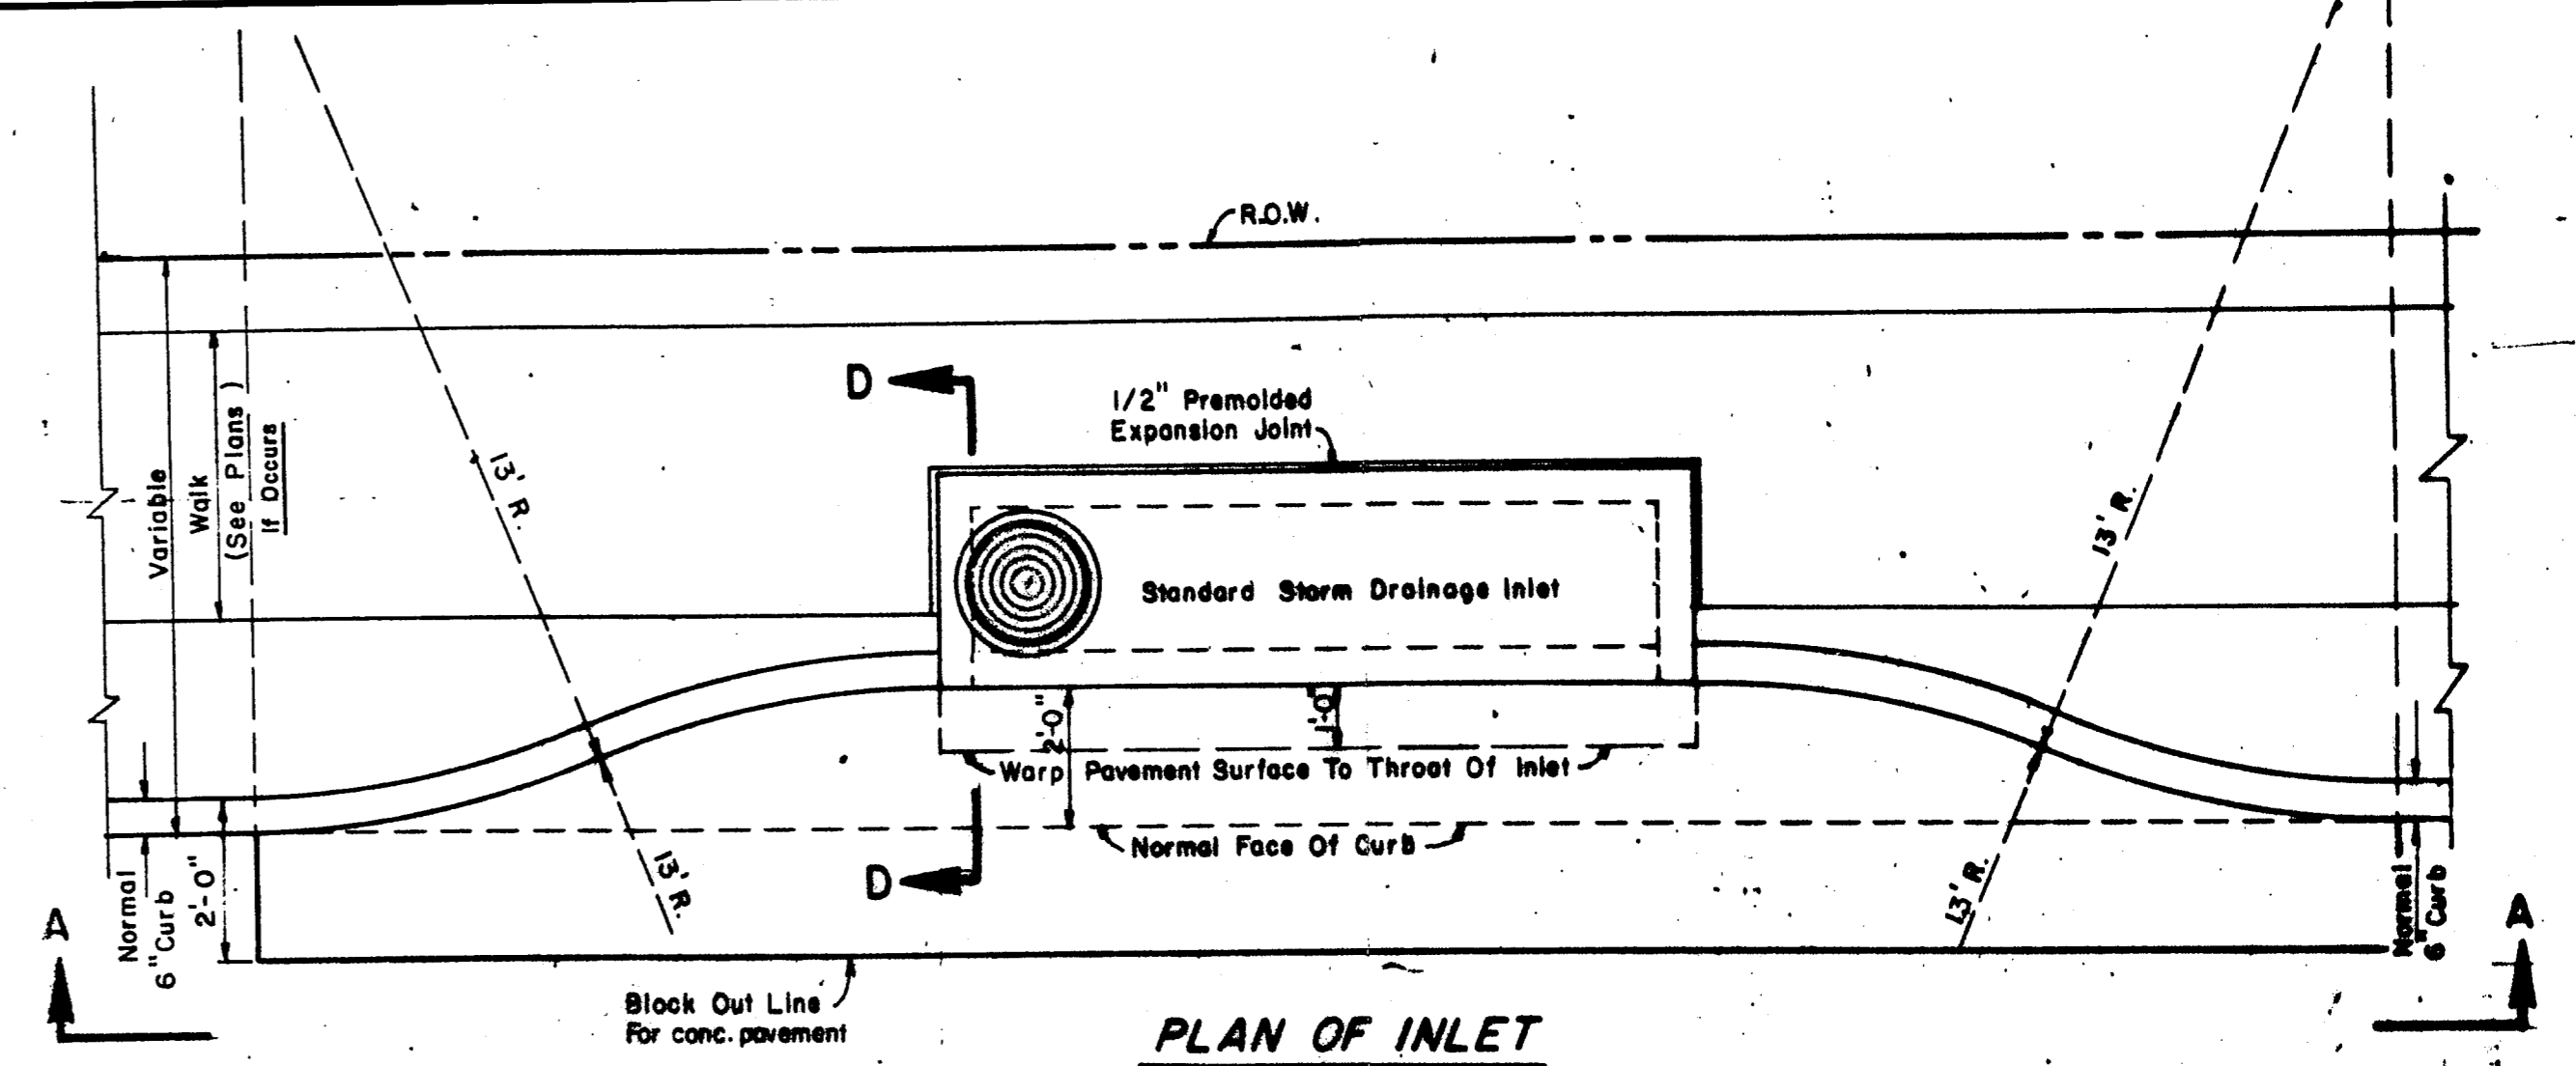 R.O.W.
D
1/2" Premolded
Expansion Joint
13' R.
13' R.
Variable
Walk
(See Plans)
If Occurs
Standard Storm Drainage Inlet
2'-0"
1'-0"
Warp Pavement Surface To Throat Of Inlet
Normal Face Of Curb
D
13' R.
13' R.
Normal
6" Curb
2'-0"
Normal
6" Curb
A
A
Block Out Line
For conc. pavement
PLAN OF INLET